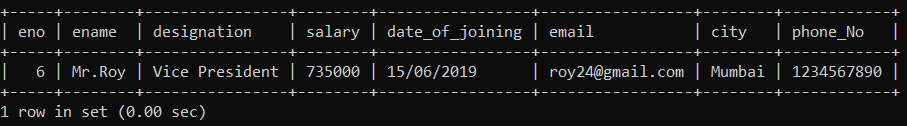 +-----+--------+----------------+--------+-----------------+-----------------+--------+------------+
| eno | ename  | designation    | salary | date_of_joining | email           | city   | phone_No   |
+-----+--------+----------------+--------+-----------------+-----------------+--------+------------+
|   6 | Mr.Roy | Vice President | 735000 | 15/06/2019      | roy24@gmail.com | Mumbai | 1234567890 |
+-----+--------+----------------+--------+-----------------+-----------------+--------+------------+
1 row in set (0.00 sec)